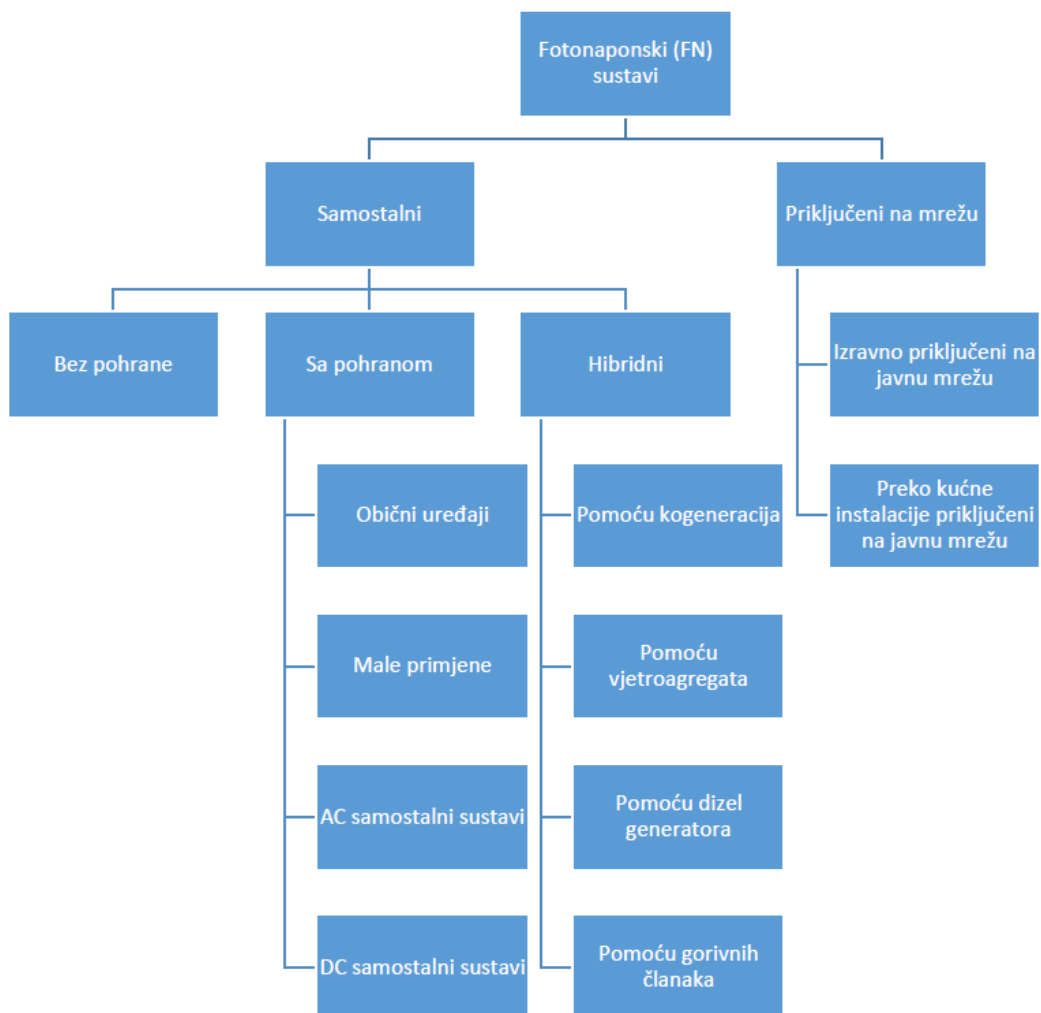 Fotonaponski (FN)
sustavi
Samostalni
Priključeni na mrežu
Bez pohrane
Sa pohranom
Hibridni
Izravno priključeni na
javnu mrežu
Obični uređaji
Pomoću kogeneracija
Preko kućne
instalacije priključeni
na javnu mrežu
Male primjene
Pomoću
vjetroagregata
AC samostalni sustavi
Pomoću dizel
generatora
DC samostalni sustavi
Pomoću gorivnih
članaka